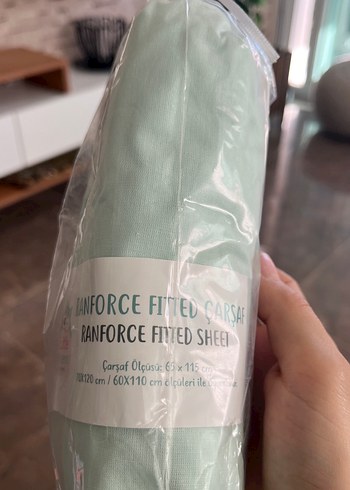 RANFORCE FITTED ÇARŞAF
RANFORCE FITTED SHEET
Çarşaf Ölçüsü: 65 x 115 cm
70X120 cm / 60X110 cm ölçüleri ile